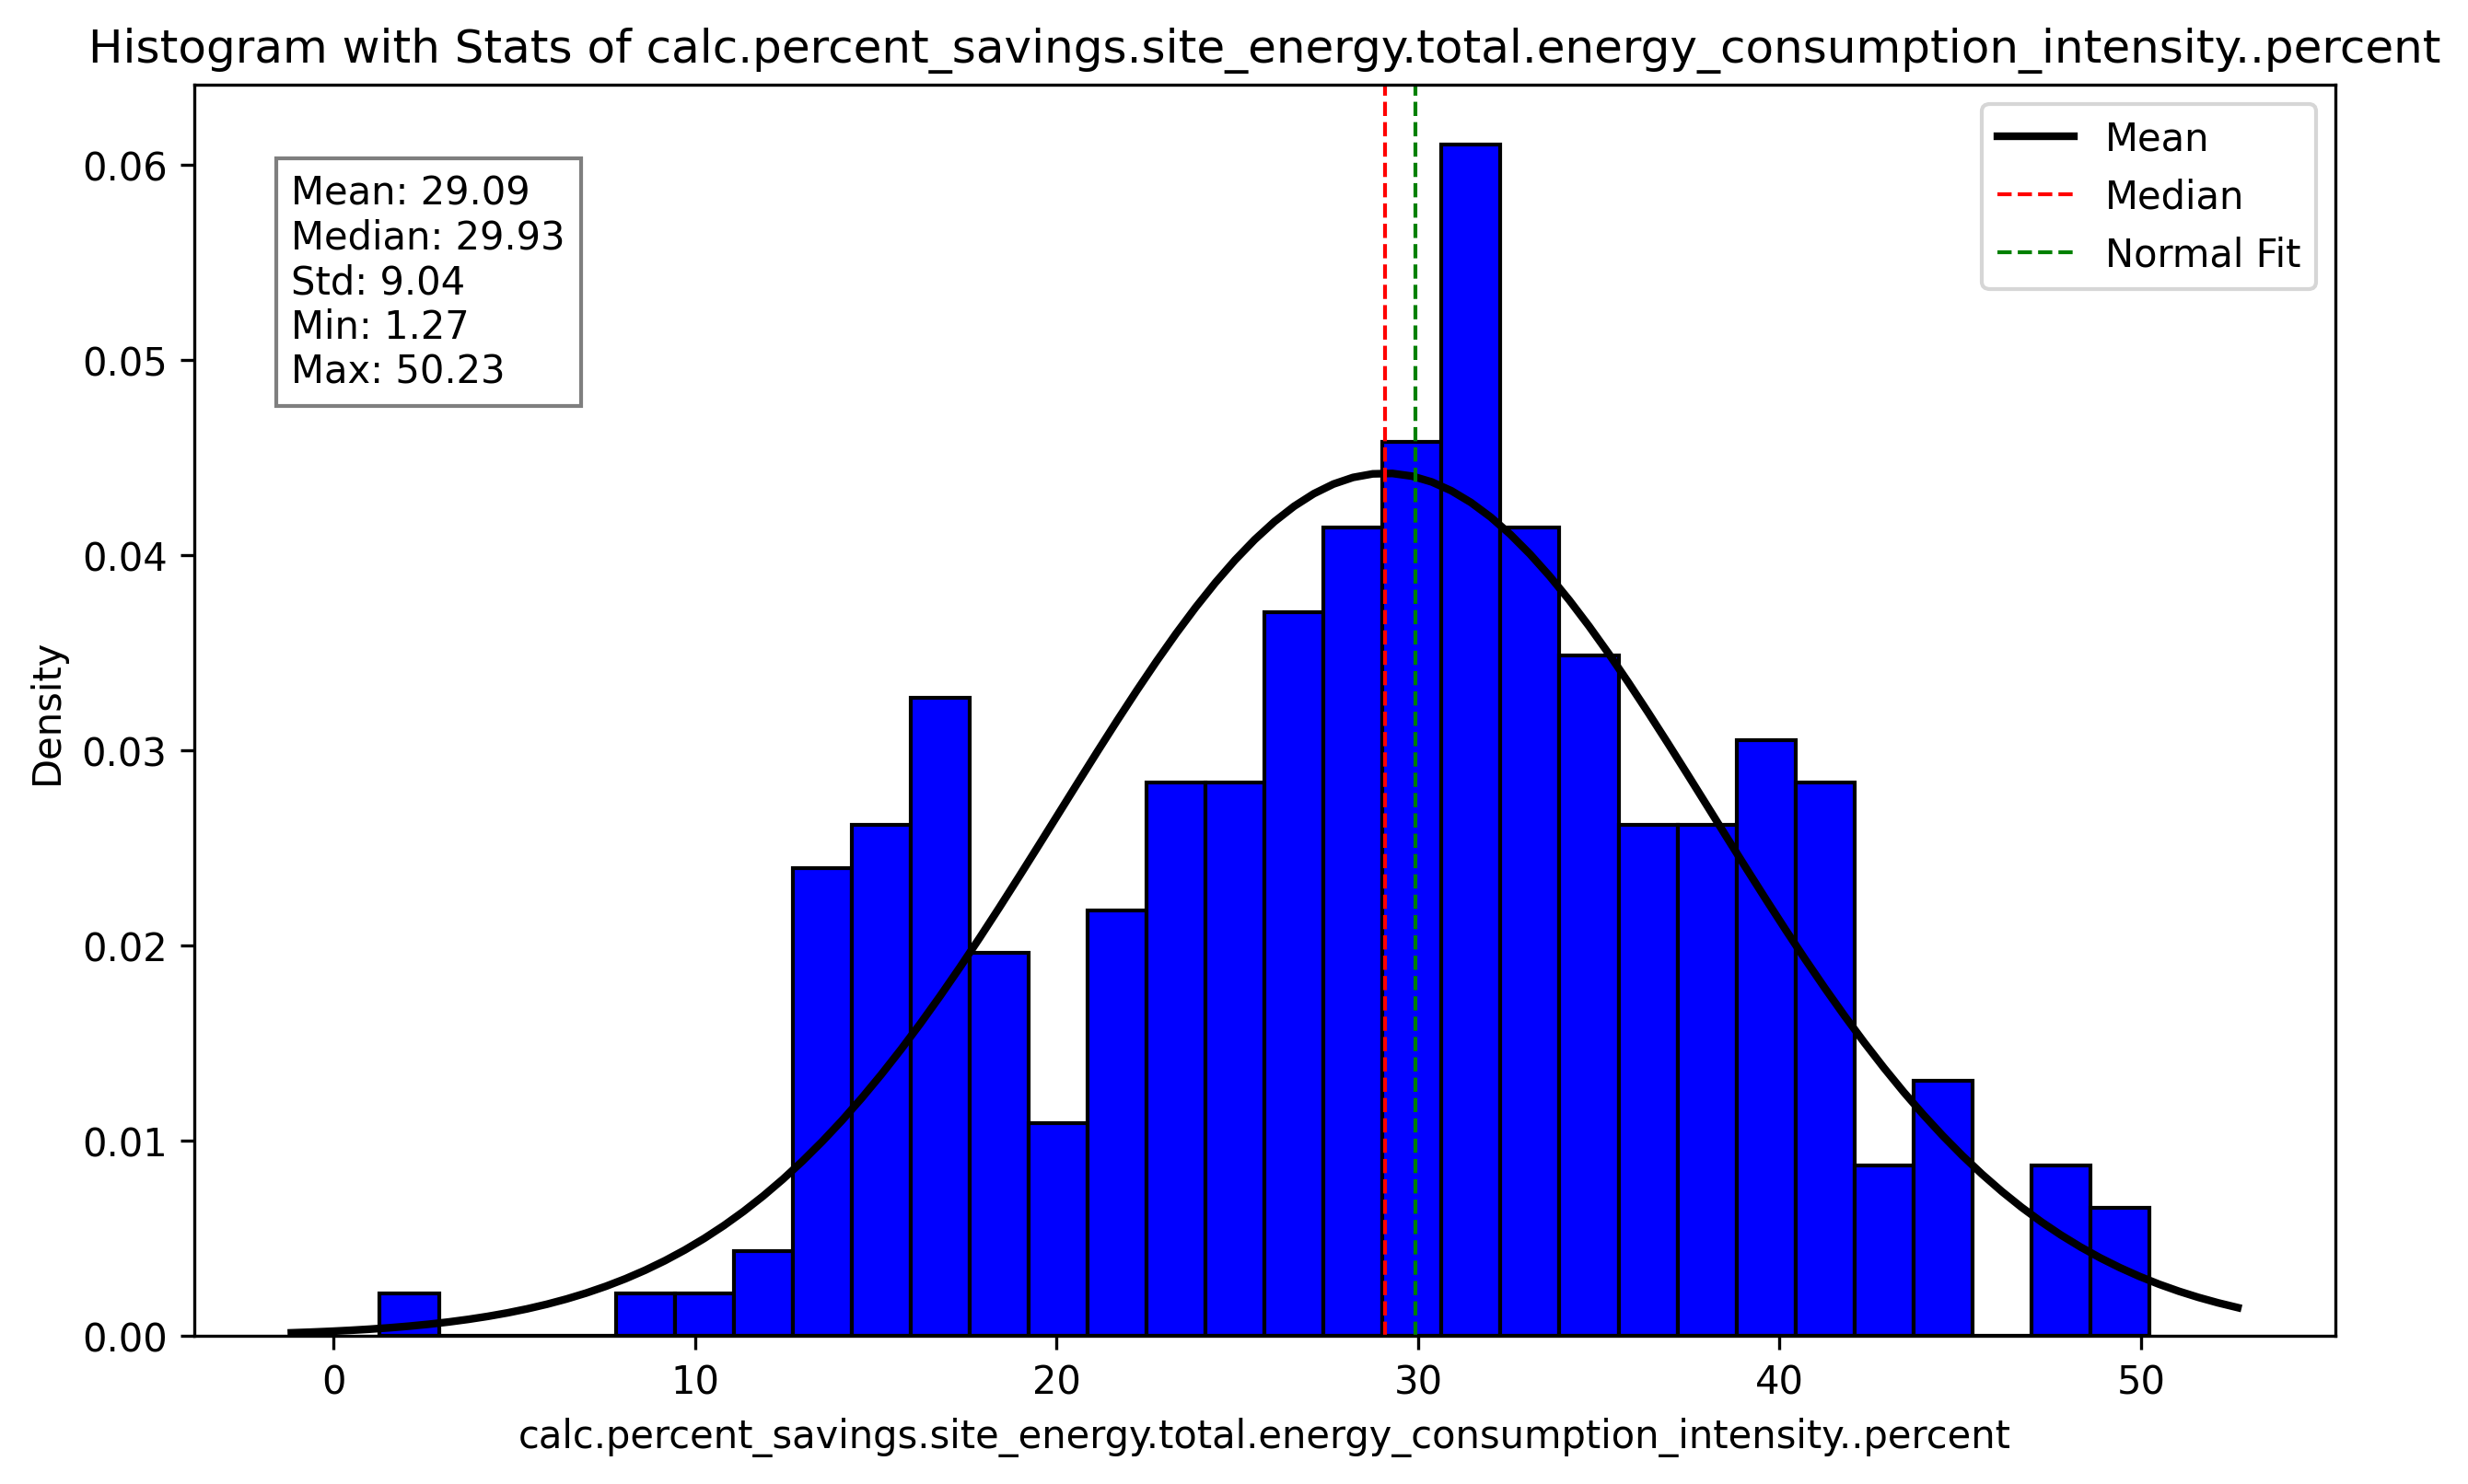 Histogram with Stats of calc.percent_savings.site_energy.total.energy_consumption_intensity..percent
Mean: 29.09
Median: 29.93
Std: 9.04
Min: 1.27
Max: 50.23
Mean
Median
Normal Fit
Density
0.06
0.05
0.04
0.03
0.02
0.01
0.00
0
10
20
30
40
50
calc.percent_savings.site_energy.total.energy_consumption_intensity..percent